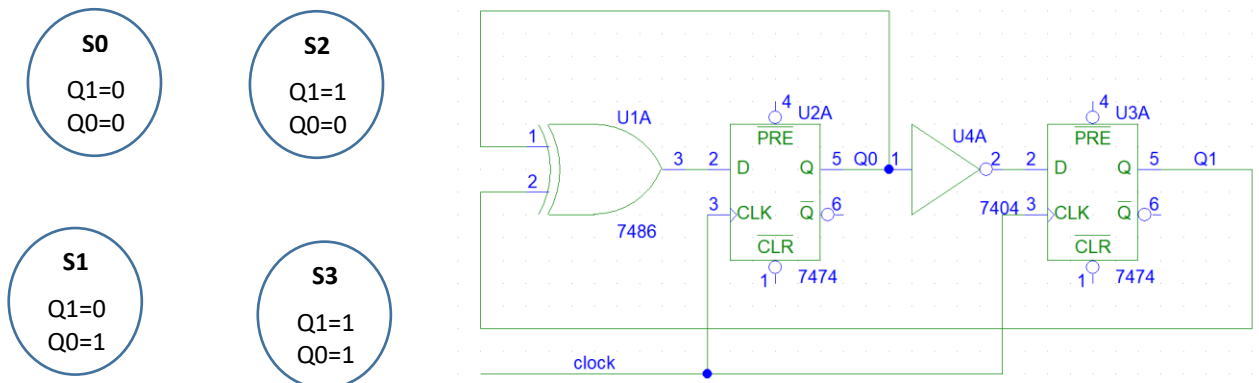 S0
Q1=0
Q0=0
S2
Q1=1
Q0=0
S1
Q1=0
Q0=1
S3
Q1=1
Q0=1
U1A
1
2
3
7486
4
U2A
PRE
2
D
Q
5
Q0
3
CLK
Q
6
CLR
1
7474
1
U4A
2
7404
4
U3A
PRE
2
D
Q
5
Q1
3
CLK
Q
6
CLR
1
7474
clock